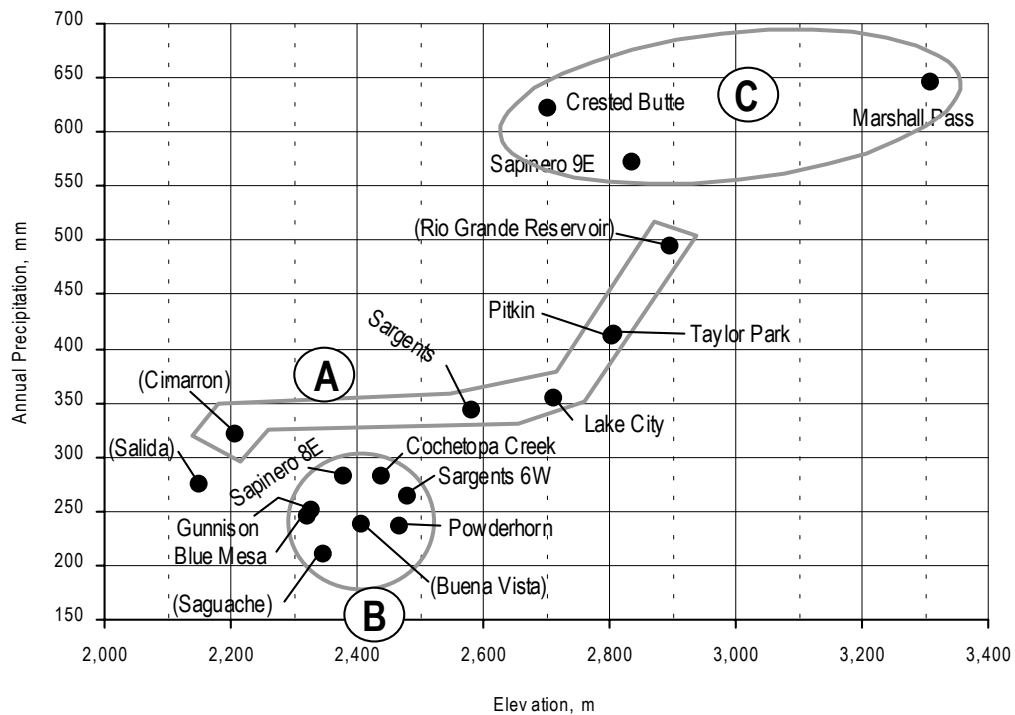 700
650
600
550
500
450
400
350
300
250
200
150
Annual Precipitation, mm
C
Crested Butte
Marshall Pass
Sapinero 9E
(Rio Grande Reservoir)
Pitkin
Taylor Park
Sargents
A
(Cimarron)
Lake City
(Salida)
Sapinero 8E
Cochetopa Creek
Sargents 6W
Gunnison
Powderhorn
Blue Mesa
(Buena Vista)
(Saguache)
B
2,000 2,200 2,400 2,600 2,800 3,000 3,200 3,400
Elevation, m